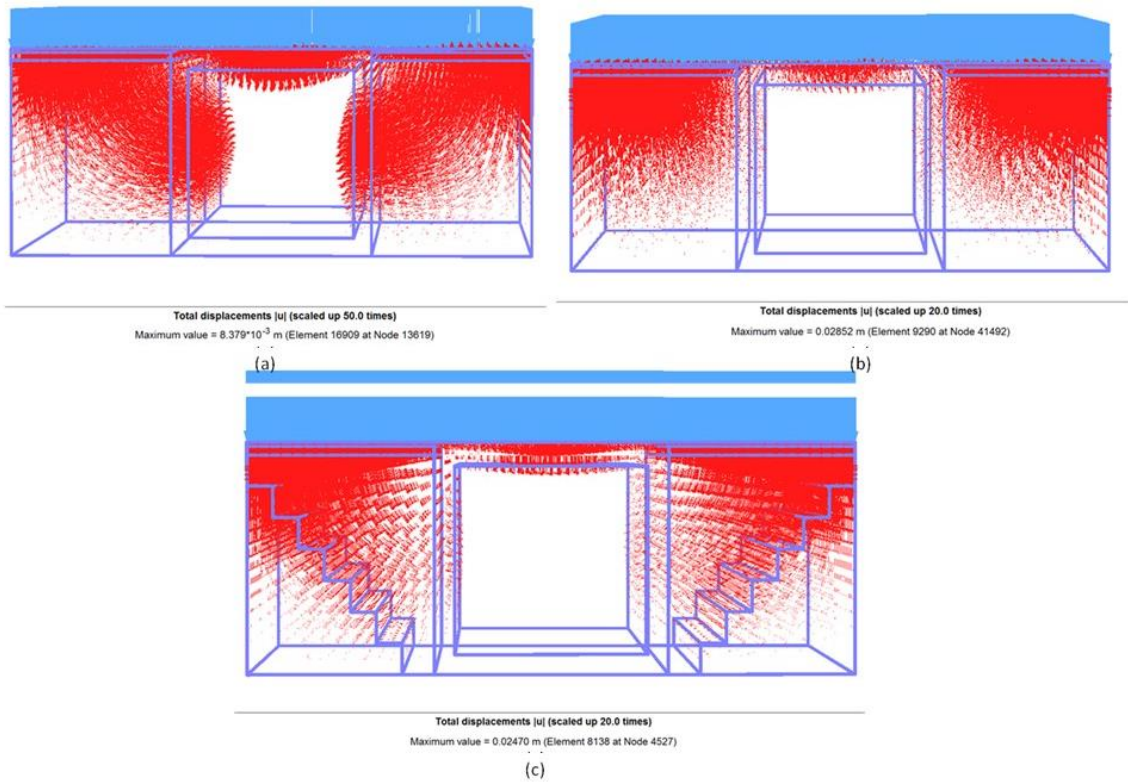 Total displacements |u| (scaled up 50.0 times)
Maximum value = 8.379*10⁻³ m (Element 16909 at Node 13619)
(a)
Total displacements |u| (scaled up 20.0 times)
Maximum value = 0.02852 m (Element 9290 at Node 41492)
(b)
Total displacements |u| (scaled up 20.0 times)
Maximum value = 0.02470 m (Element 8138 at Node 4527)
(c)